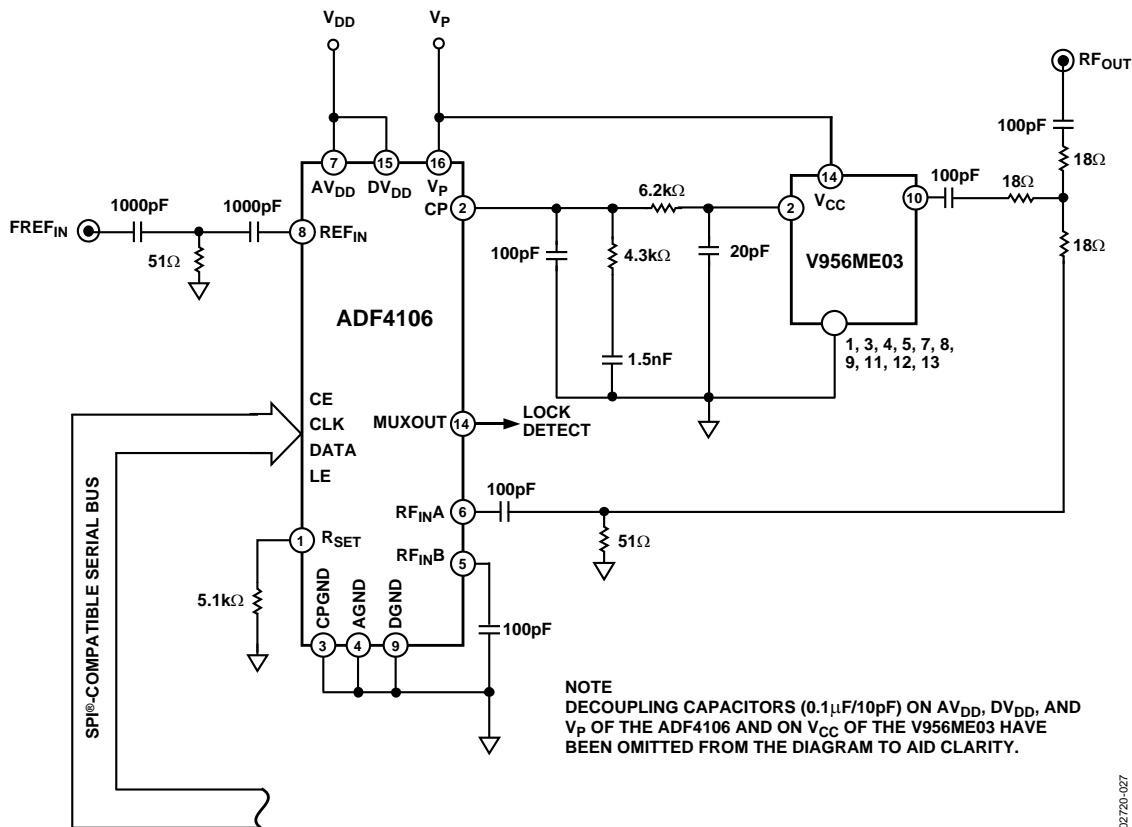 VDD
VP
RFOUT
100pF
18Ω
7
15
16
AVDD
DVDD
VP
14
VCC
100pF
18Ω
6.2kΩ
CP
2
2
10
18Ω
1000pF
1000pF
FREFIN
8
REFIN
51Ω
100pF
4.3kΩ
20pF
V956ME03
ADF4106
1.5nF
1, 3, 4, 5, 7, 8,
9, 11, 12, 13
CE
CLK
DATA
LE
MUXOUT
14
LOCK
DETECT
100pF
RFINA
6
51Ω
1
RSET
RFINB
5
5.1kΩ
CPGND
AGND
DGND
3
4
9
100pF
SPI®-COMPATIBLE SERIAL BUS
NOTE
DECOUPLING CAPACITORS (0.1µF/10pF) ON AVDD, DVDD, AND
VP OF THE ADF4106 AND ON VCC OF THE V956ME03 HAVE
BEEN OMITTED FROM THE DIAGRAM TO AID CLARITY.
02720-027